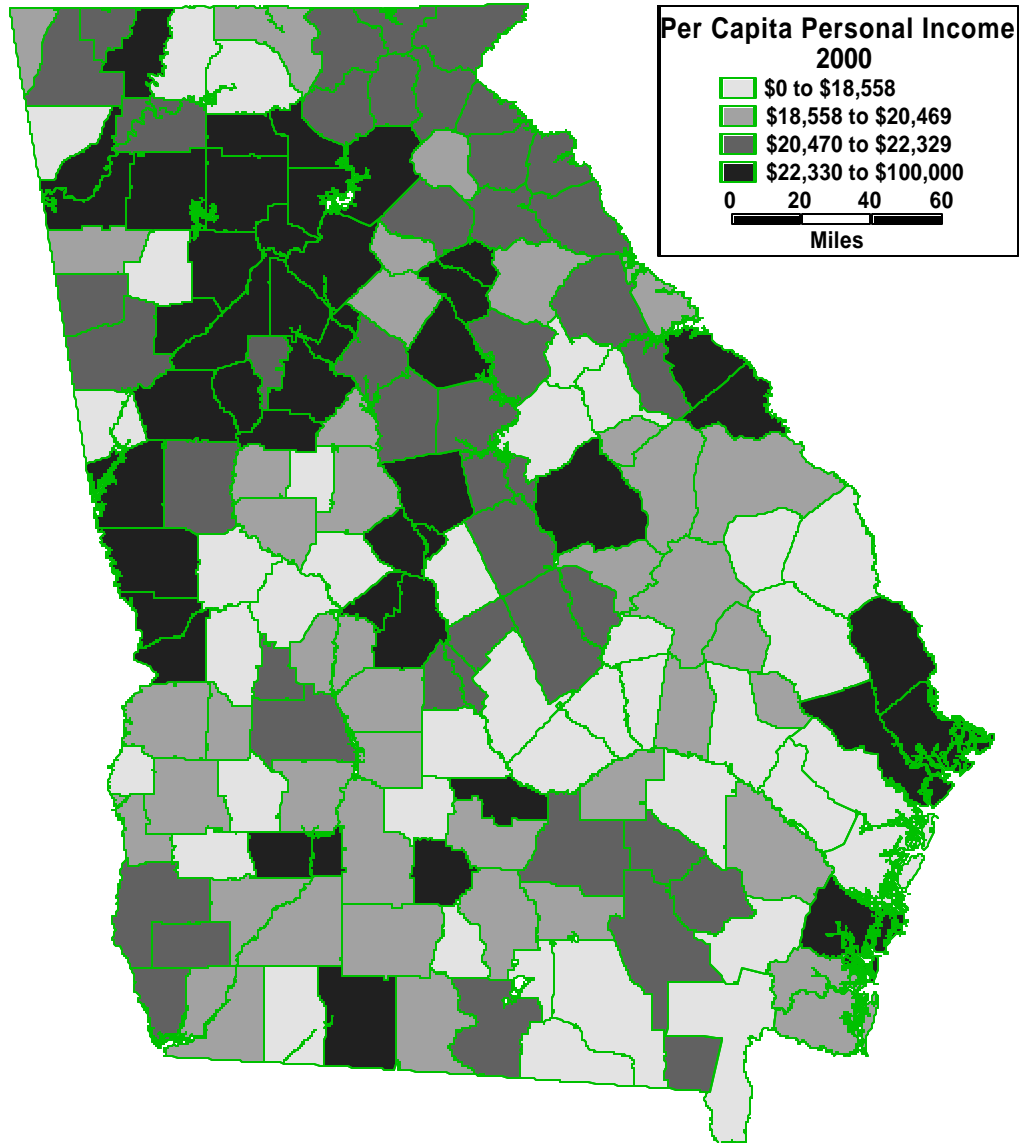 Per Capita Personal Income
2000
$0 to $18,558
$18,558 to $20,469
$20,470 to $22,329
$22,330 to $100,000
0 20 40 60
Miles